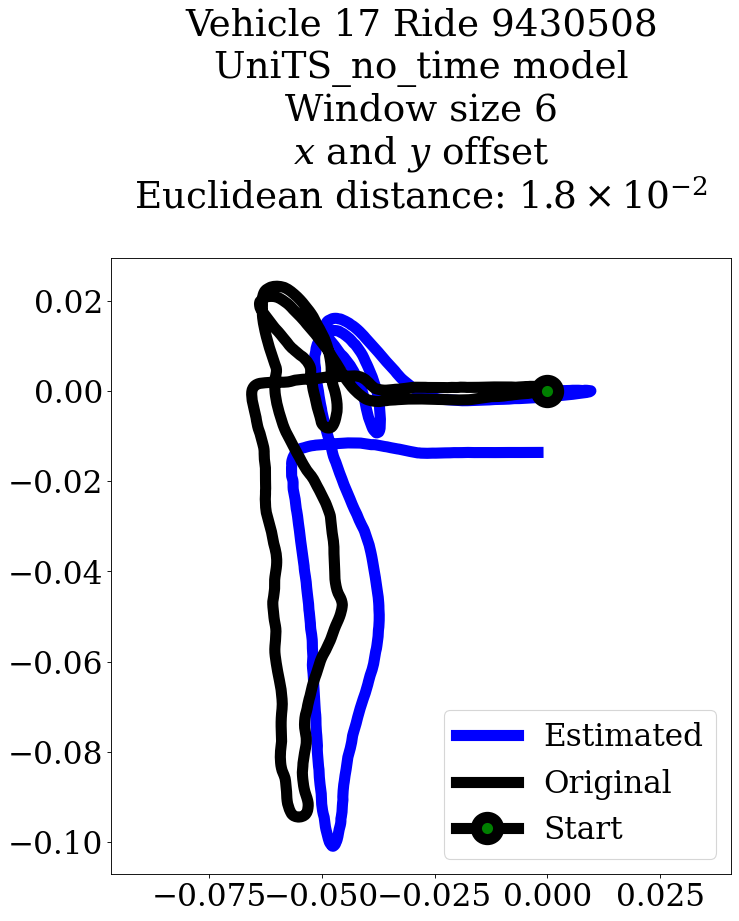 Vehicle 17 Ride 9430508
UniTS_no_time model
Window size 6
x and y offset
Euclidean distance: 1.8 × 10⁻²
0.02
0.00
−0.02
−0.04
−0.06
−0.08
−0.10
Estimated
Original
Start
−0.075 −0.050 −0.025 0.000 0.025